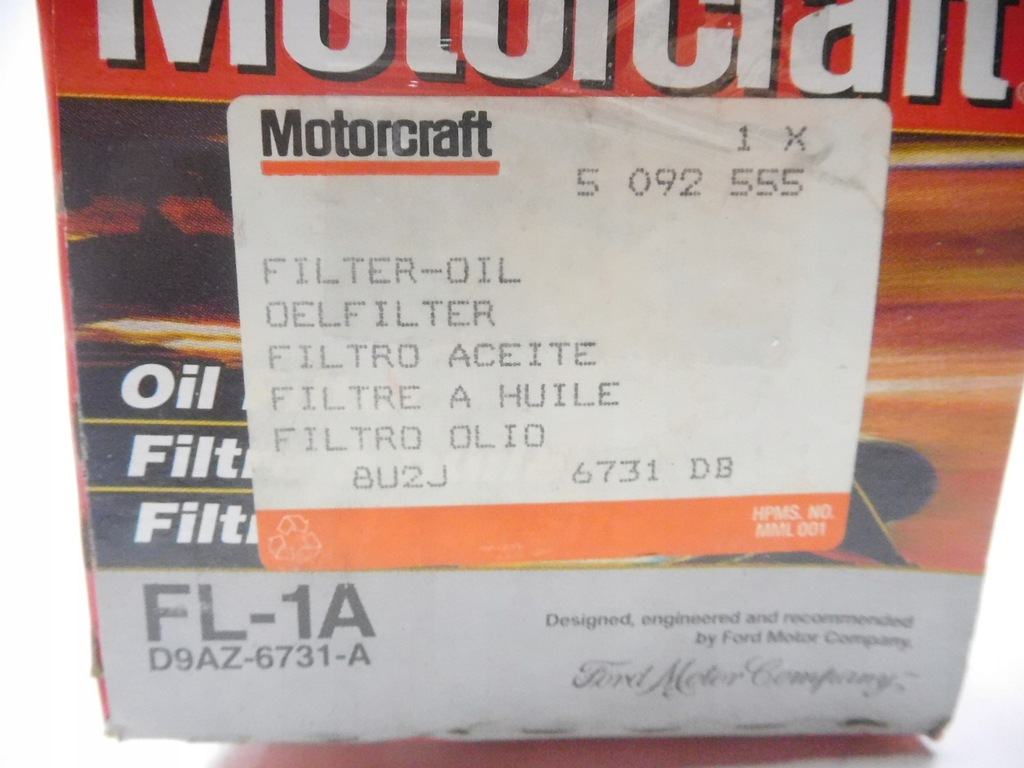 Motorcraft
Motorcraft
1 X
5 092 555
FILTER-OIL
OELFILTER
FILTRO ACEITE
FILTRE A HUILE
FILTRO OLIO
8U2J 6731 DB
HPMS. NO.
MML 001
Oil
Filt
Filt
FL-1A
D9AZ-6731-A
Designed, engineered and recommended
by Ford Motor Company.
Ford Motor Company,